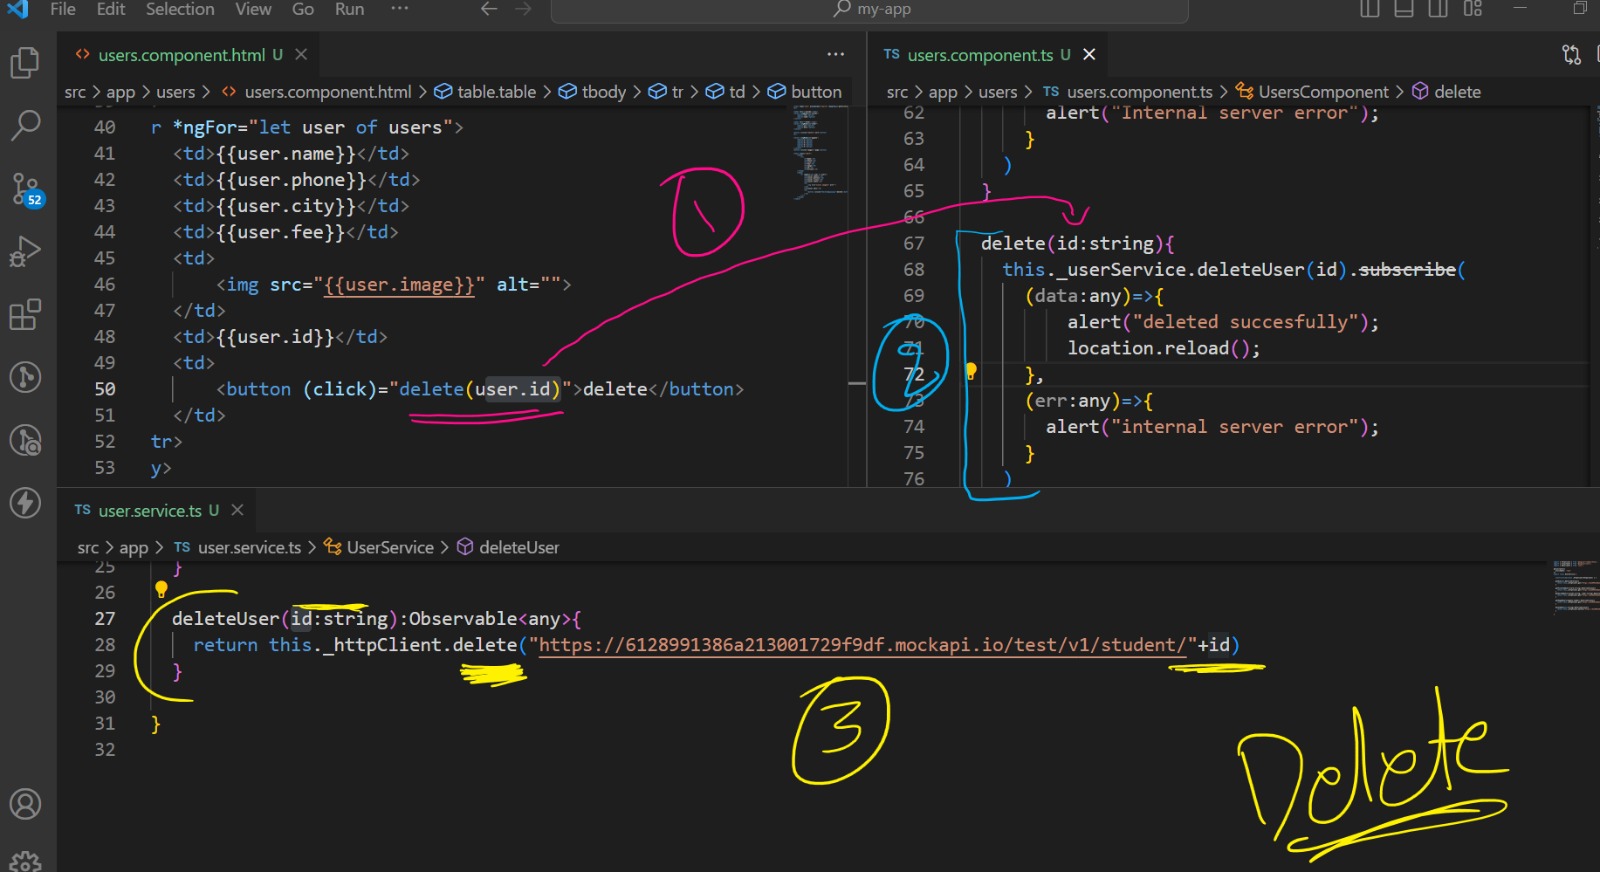 File Edit Selection View Go Run ··· my-app
users.component.html U
src > app > users > users.component.html > table.table > tbody > tr > td > button
40 r *ngFor="let user of users">
41 <td>{{user.name}}</td>
42 <td>{{user.phone}}</td>
43 <td>{{user.city}}</td>
44 <td>{{user.fee}}</td>
45 <td>
46 <img src="{{user.image}}" alt="">
47 </td>
48 <td>{{user.id}}</td>
49 <td>
50 <button (click)="delete(user.id)">delete</button>
51 </td>
52 tr>
53 y>
1
TS users.component.ts U
src > app > users > TS users.component.ts > UsersComponent > delete
62 alert("Internal server error");
63 }
64 )
65 }
66
67 delete(id:string){
68 this._userService.deleteUser(id).subscribe(
69 (data:any)=>{
70 alert("deleted succesfully");
71 location.reload();
72 },
73 (err:any)=>{
74 alert("internal server error");
75 }
76 )
2
52
TS user.service.ts U
src > app > TS user.service.ts > UserService > deleteUser
25 }
26
27 deleteUser(id:string):Observable<any>{
28 return this._httpClient.delete("https://6128991386a213001729f9df.mockapi.io/test/v1/student/"+id)
29 }
30
31 }
32
3
Delete